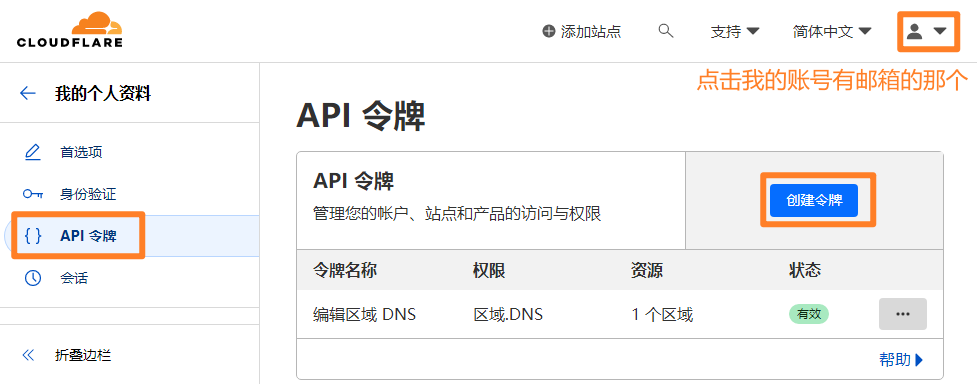 CLOUDFLARE
添加站点 支持 简体中文
点击我的账号有邮箱的那个
我的个人资料
首选项
身份验证
API 令牌
会话
折叠边栏
API 令牌
API 令牌
管理您的帐户、站点和产品的访问与权限
创建令牌
令牌名称 权限 资源 状态
编辑区域 DNS 区域.DNS 1 个区域 有效 ...
帮助